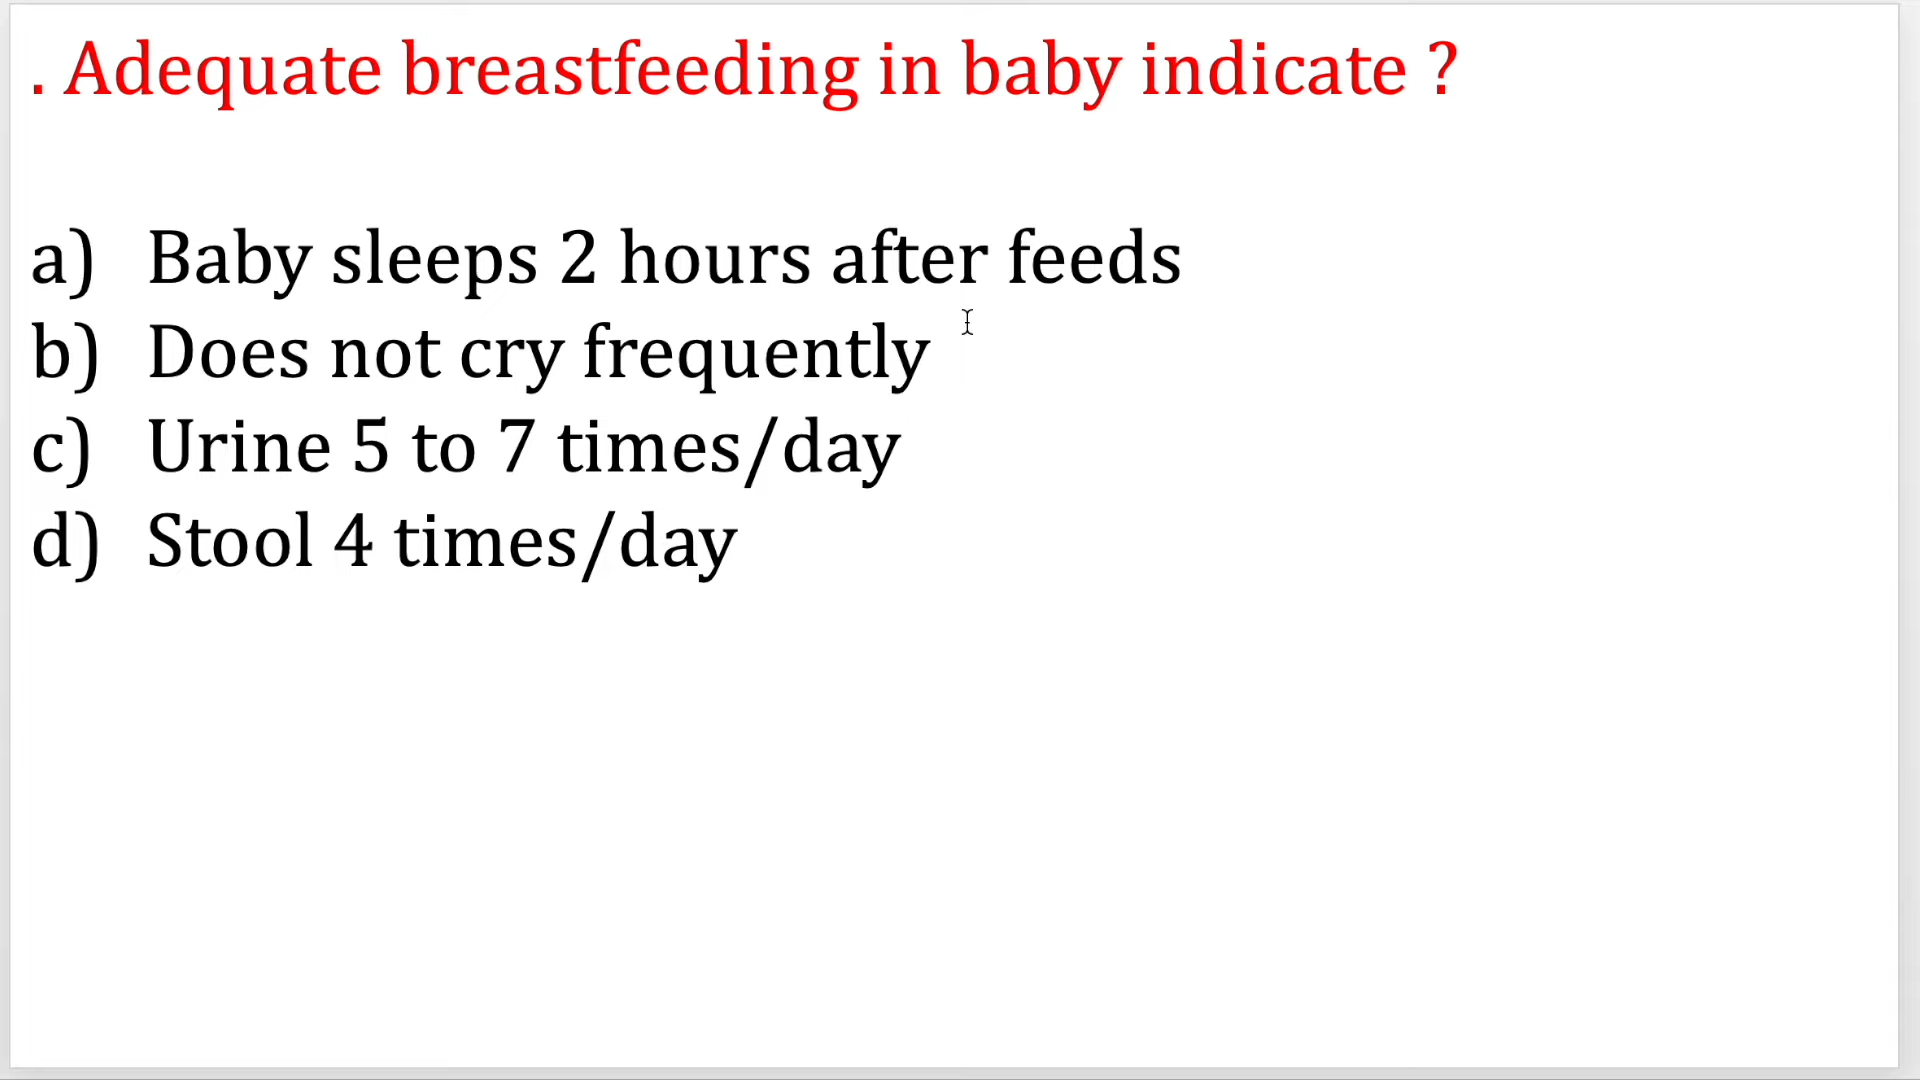 . Adequate breastfeeding in baby indicate ?
a) Baby sleeps 2 hours after feeds
b) Does not cry frequently
c) Urine 5 to 7 times/day
d) Stool 4 times/day